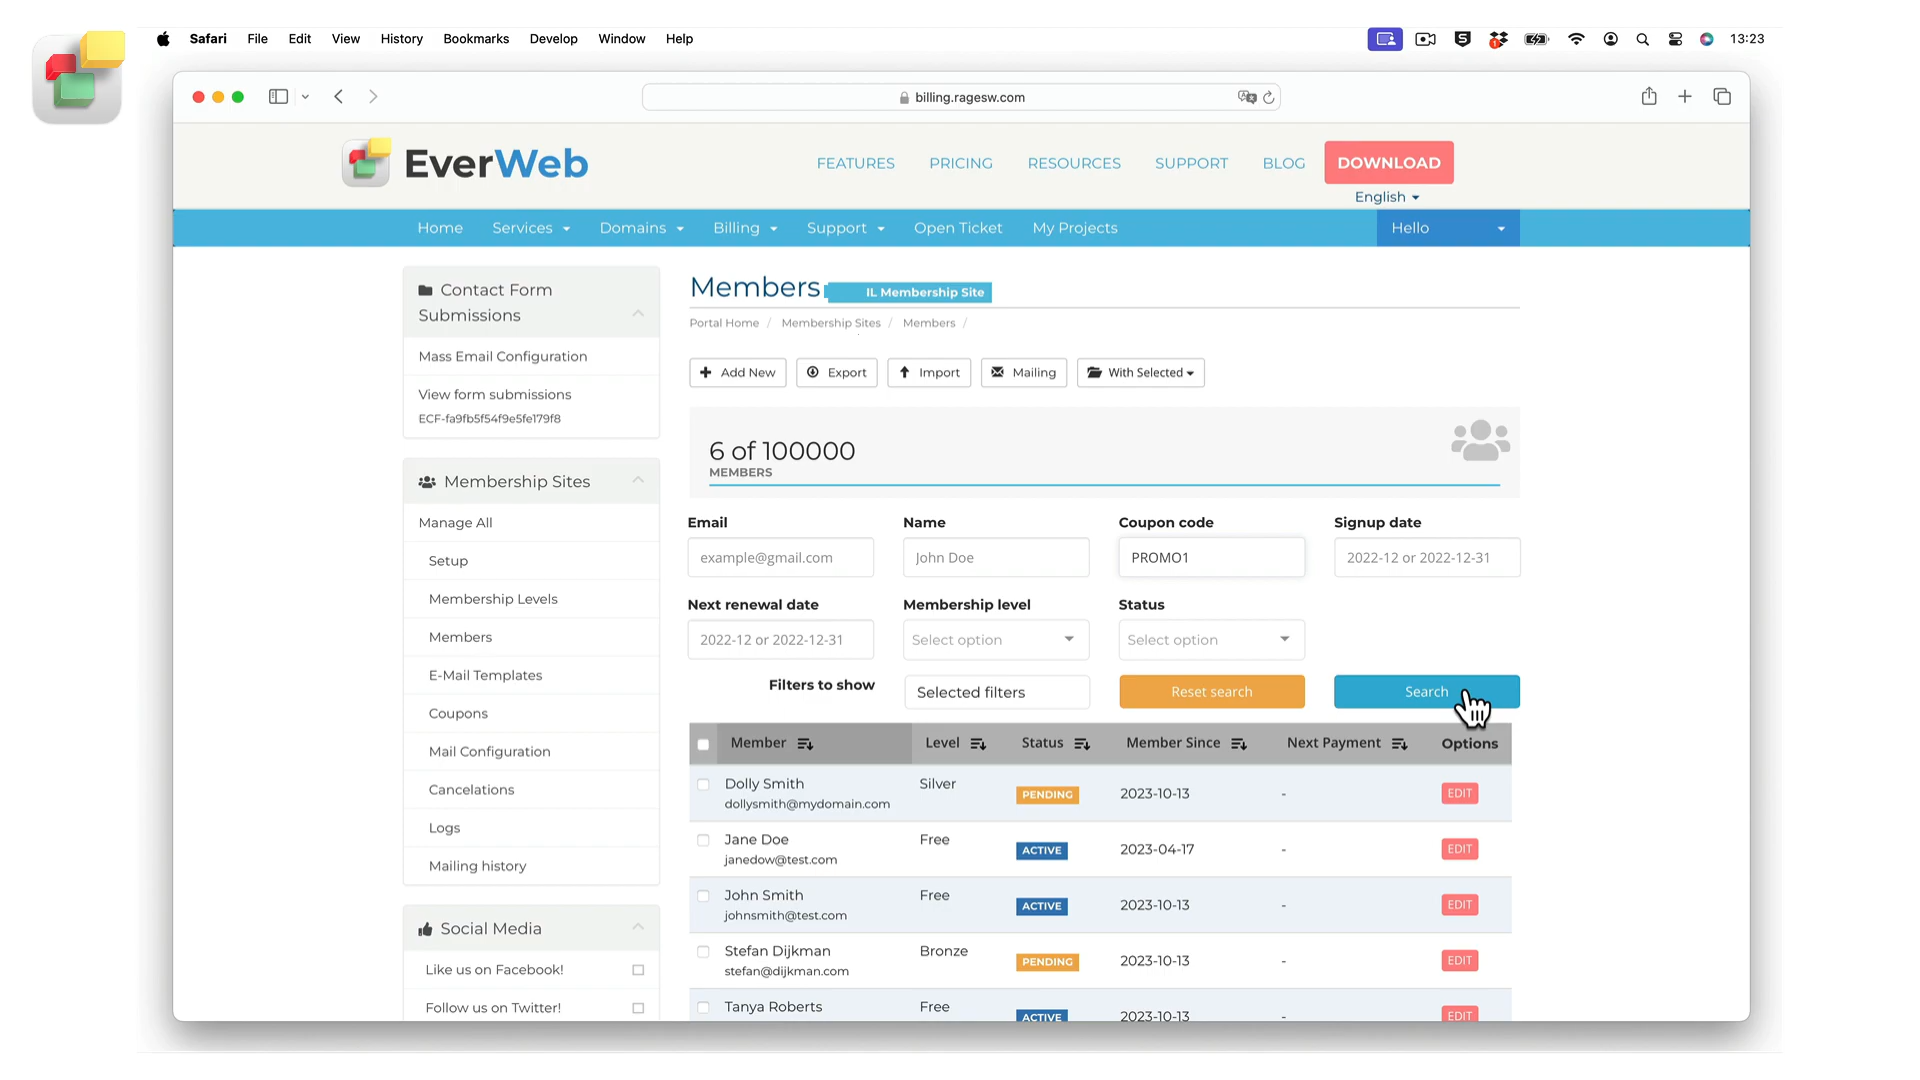 Safari File Edit View History Bookmarks Develop Window Help 13:23
billing.ragesw.com
EverWeb
FEATURES PRICING RESOURCES SUPPORT BLOG DOWNLOAD
English
Home Services Domains Billing Support Open Ticket My Projects Hello
Contact Form
Submissions
Mass Email Configuration
View form submissions
ECF-fa9fb5f54f9e5fe179f8
Membership Sites
Manage All
Setup
Membership Levels
Members
E-Mail Templates
Coupons
Mail Configuration
Cancelations
Logs
Mailing history
Social Media
Like us on Facebook!
Follow us on Twitter!
Members IL Membership Site
Portal Home / Membership Sites / Members /
Add New Export Import Mailing With Selected
6 of 100000
MEMBERS
Email Name Coupon code Signup date
example@gmail.com John Doe PROMO1 2022-12 or 2022-12-31
Next renewal date Membership level Status
2022-12 or 2022-12-31 Select option Select option
Filters to show Selected filters Reset search Search
Member Level Status Member Since Next Payment Options
Dolly Smith Silver PENDING 2023-10-13 - EDIT
dollysmith@mydomain.com
Jane Doe Free ACTIVE 2023-04-17 - EDIT
janedow@test.com
John Smith Free ACTIVE 2023-10-13 - EDIT
johnsmith@test.com
Stefan Dijkman Bronze PENDING 2023-10-13 - EDIT
stefan@dijkman.com
Tanya Roberts Free ACTIVE 2023-10-13 - EDIT